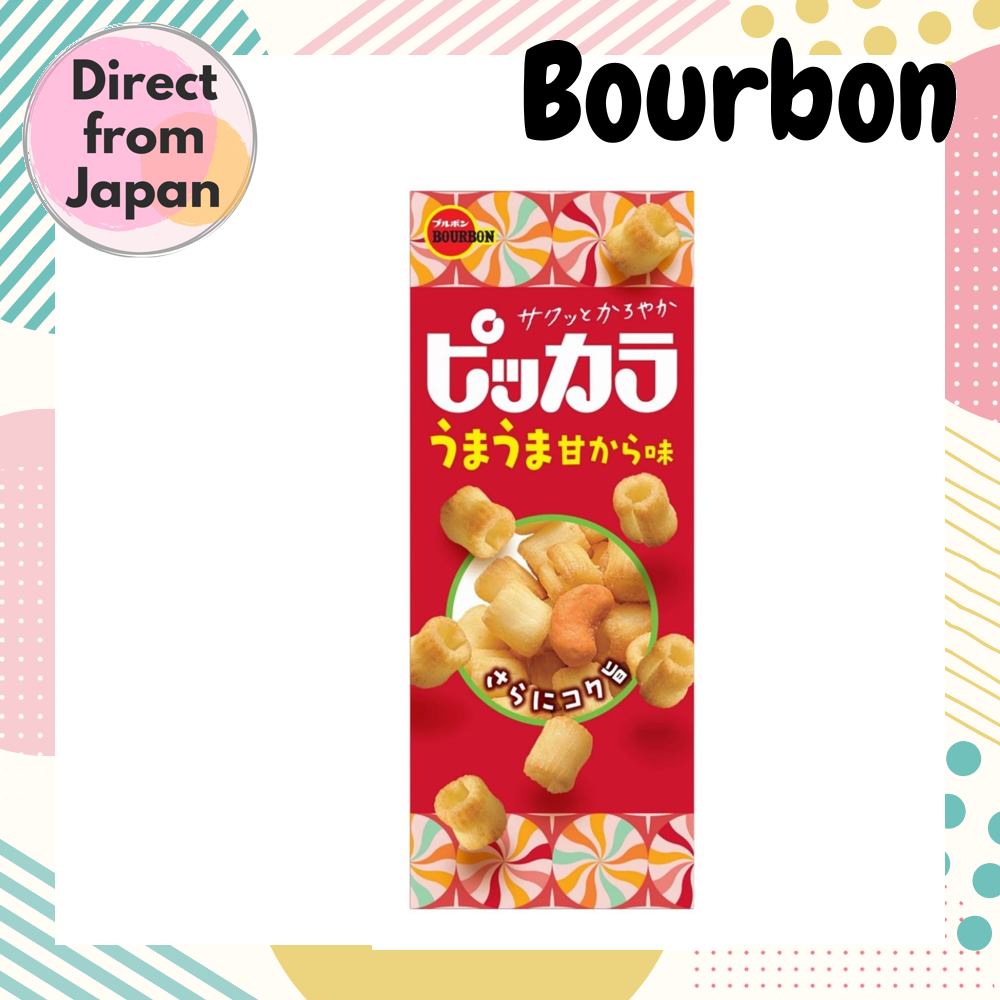 Direct
from
Japan
Bourbon
ブルボン
BOURBON
サクッとかろやか
ピッカラ
うまうま甘から味
さらにコク旨